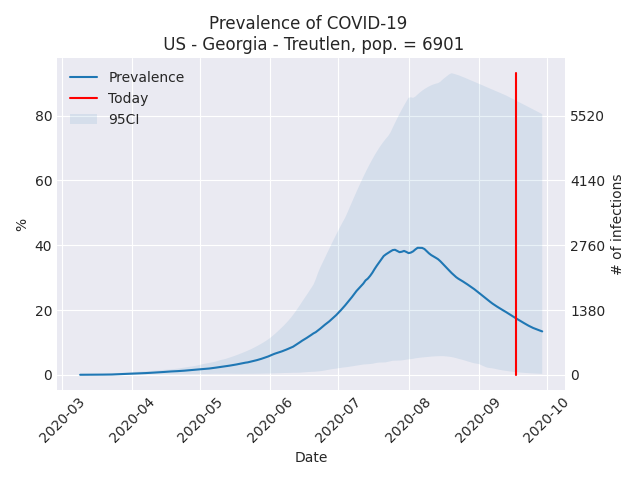 Prevalence of COVID-19
US - Georgia - Treutlen, pop. = 6901
Prevalence
Today
95CI
80
60
40
20
0
%
5520
4140
2760
1380
0
# of infections
2020-03
2020-04
2020-05
2020-06
2020-07
2020-08
2020-09
2020-10
Date